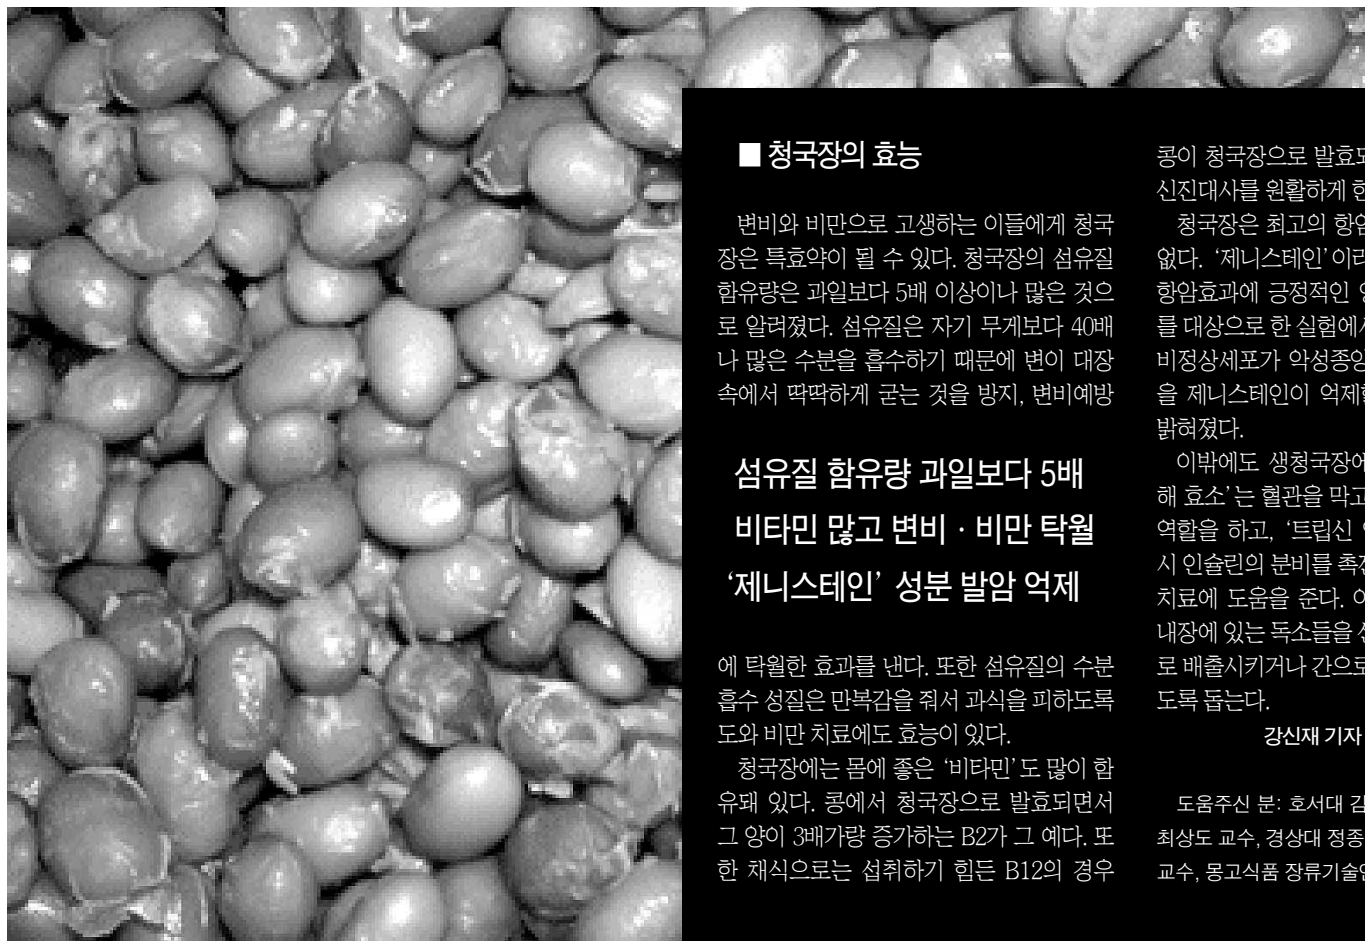 ■ 청국장의 효능
변비와 비만으로 고생하는 이들에게 청국
장은 특효약이 될 수 있다. 청국장의 섬유질
함유량은 과일보다 5배 이상이나 많은 것으
로 알려졌다. 섬유질은 자기 무게보다 40배
나 많은 수분을 흡수하기 때문에 변이 대장
속에서 딱딱하게 굳는 것을 방지, 변비예방
섬유질 함유량 과일보다 5배
비타민 많고 변비 · 비만 탁월
‘제니스테인’ 성분 발암 억제
에 탁월한 효과를 낸다. 또한 섬유질의 수분
흡수 성질은 만복감을 줘서 과식을 피하도록
도와 비만 치료에도 효능이 있다.
청국장에는 몸에 좋은 ‘비타민’도 많이 함
유돼 있다. 콩에서 청국장으로 발효되면서
그 양이 3배가량 증가하는 B2가 그 예다. 또
한 채식으로는 섭취하기 힘든 B12의 경우
콩이 청국장으로 발효되
신진대사를 원활하게 한
청국장은 최고의 항암
없다. ‘제니스테인’이라
항암효과에 긍정적인
를 대상으로 한 실험에서
비정상세포가 악성종양
을 제니스테인이 억제할
밝혀졌다.
이밖에도 생청국장에
해 효소’는 혈관을 막고
역할을 하고, ‘트립신
시 인슐린의 분비를 촉진
치료에 도움을 준다. 이
내장에 있는 독소들을
로 배출시키거나 간으로
도록 돕는다.
강신재 기자
도움주신 분: 호서대 김
최상도 교수, 경상대 정종
교수, 몽고식품 장류기술연